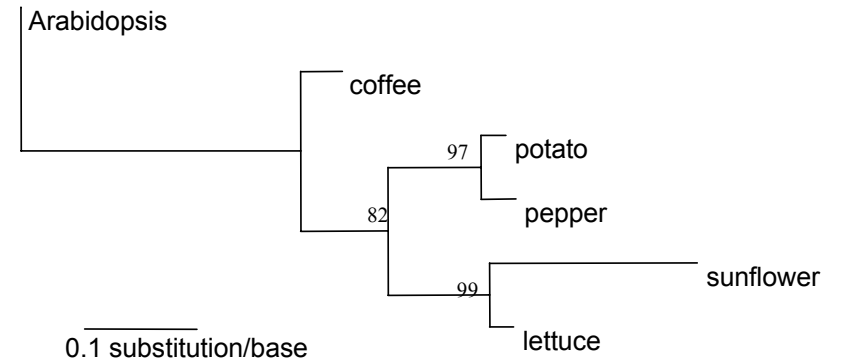 Arabidopsis
coffee
97
potato
82
pepper
99
sunflower
lettuce
0.1 substitution/base